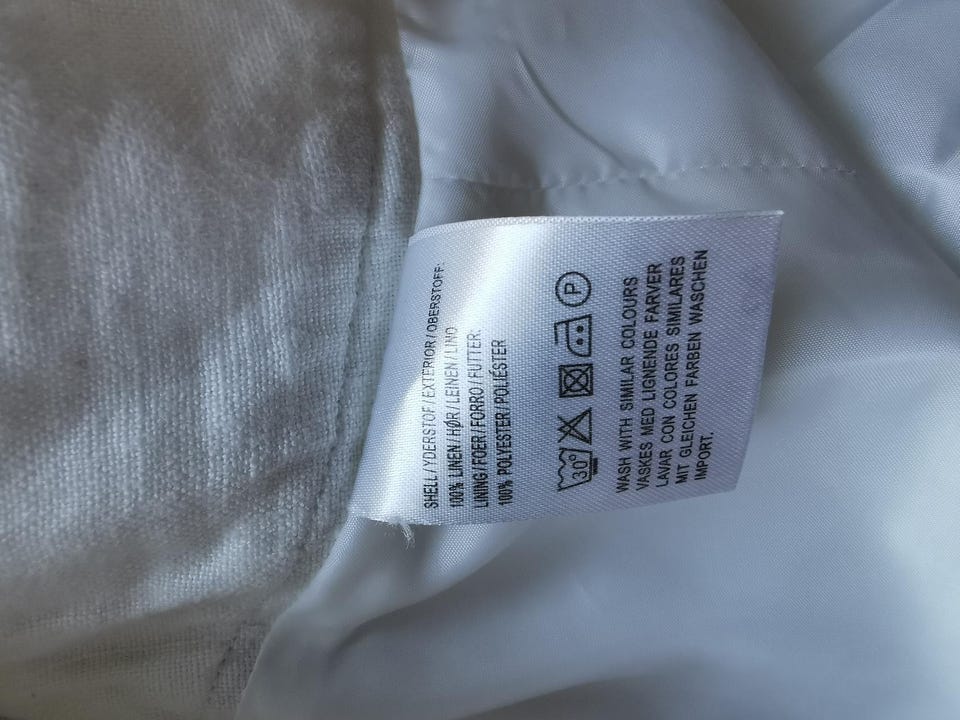 SHELL/YDERSTOF/EXTERIOR/OBERSTOFF:
100% LINEN/HØR/LEINEN/LINO
LINING/FOER/FORRO/FUTTER:
100% POLYESTER/POLIÉSTER
30° P
WASH WITH SIMILAR COLOURS
VASKES MED LIGNENDE FARVER
LAVAR CON COLORES SIMILARES
MIT GLEICHEN FARBEN WASCHEN
IMPORT.